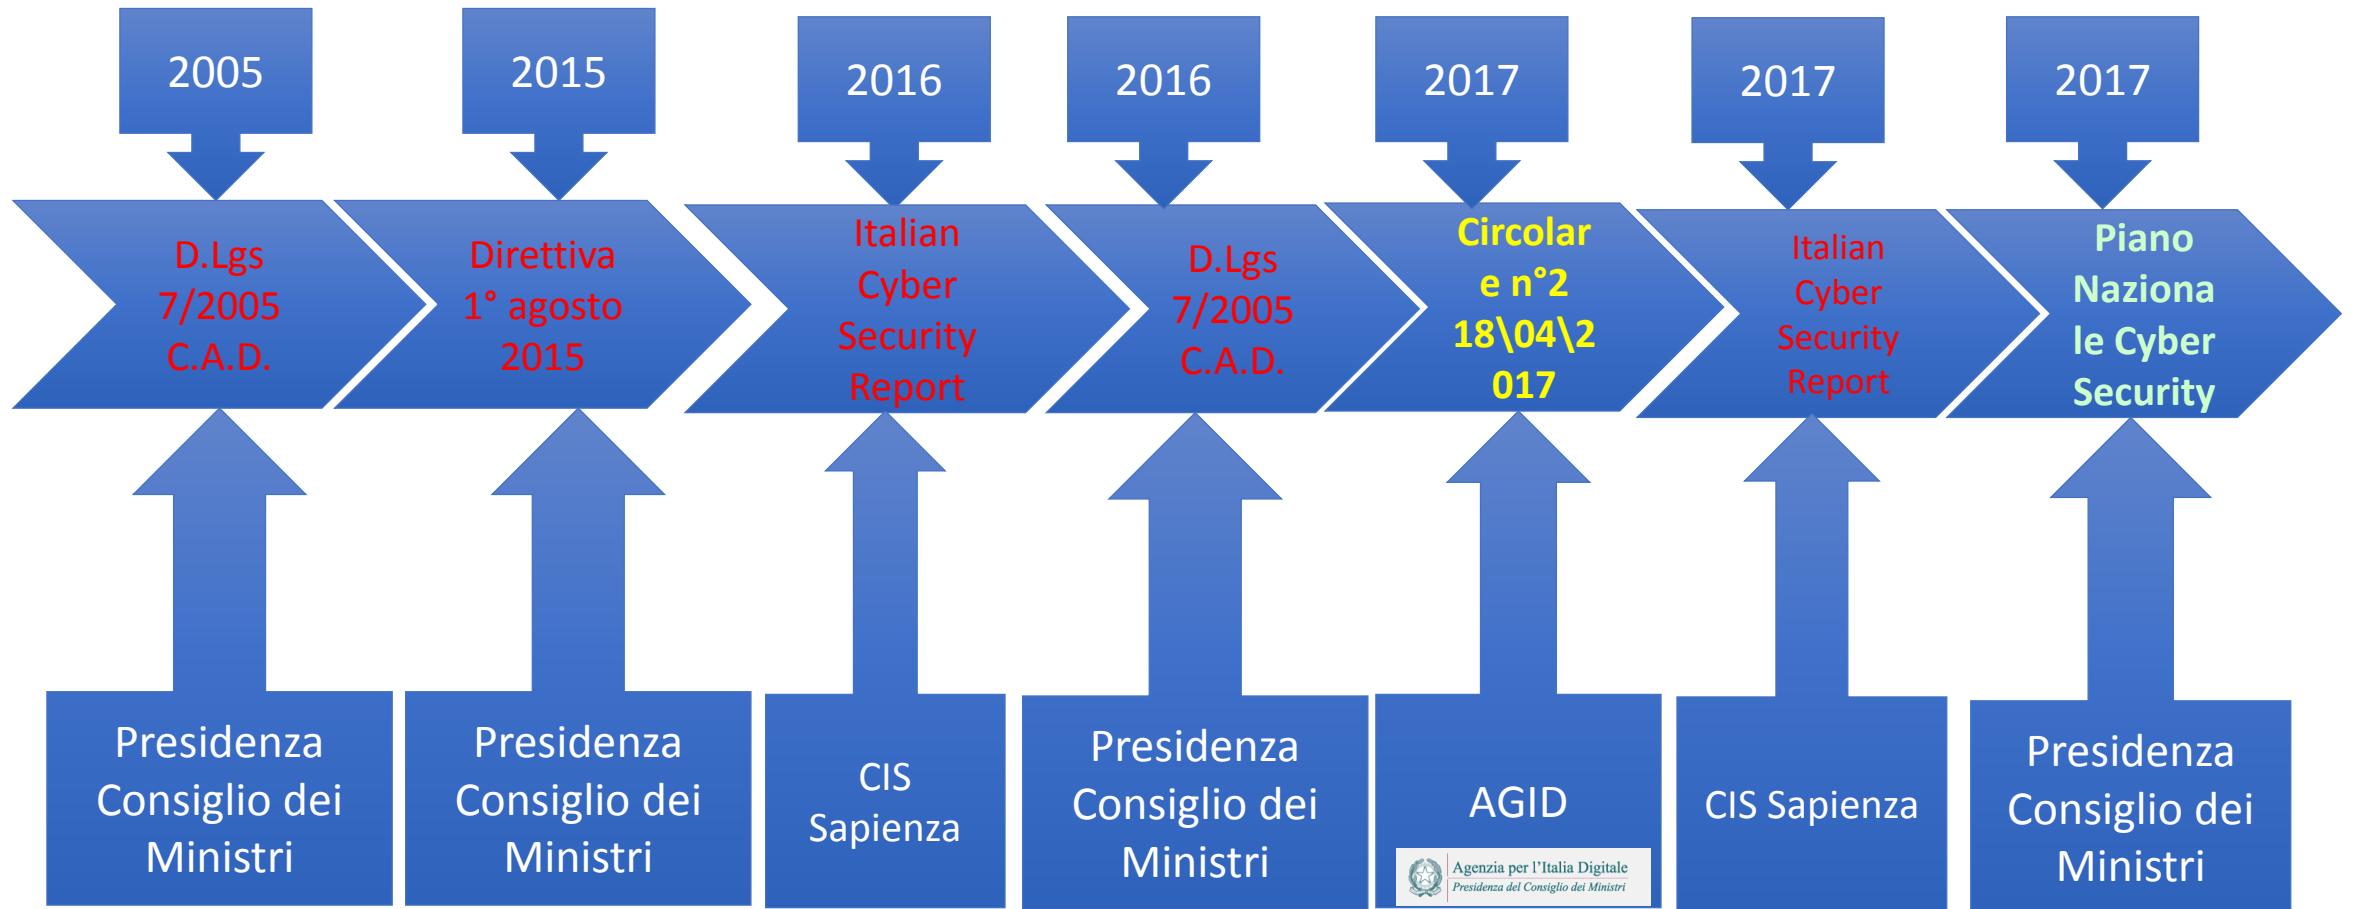 2005
2015
2016
2016
2017
2017
2017
D.Lgs
7/2005
C.A.D.
Direttiva
1° agosto
2015
Italian
Cyber
Security
Report
D.Lgs
7/2005
C.A.D.
Circolar
e n°2
18\04\2
017
Italian
Cyber
Security
Report
Piano
Naziona
le Cyber
Security
Presidenza
Consiglio dei
Ministri
Presidenza
Consiglio dei
Ministri
CIS
Sapienza
Presidenza
Consiglio dei
Ministri
AGID
Agenzia per l'Italia Digitale
Presidenza del Consiglio dei Ministri
CIS Sapienza
Presidenza
Consiglio dei
Ministri